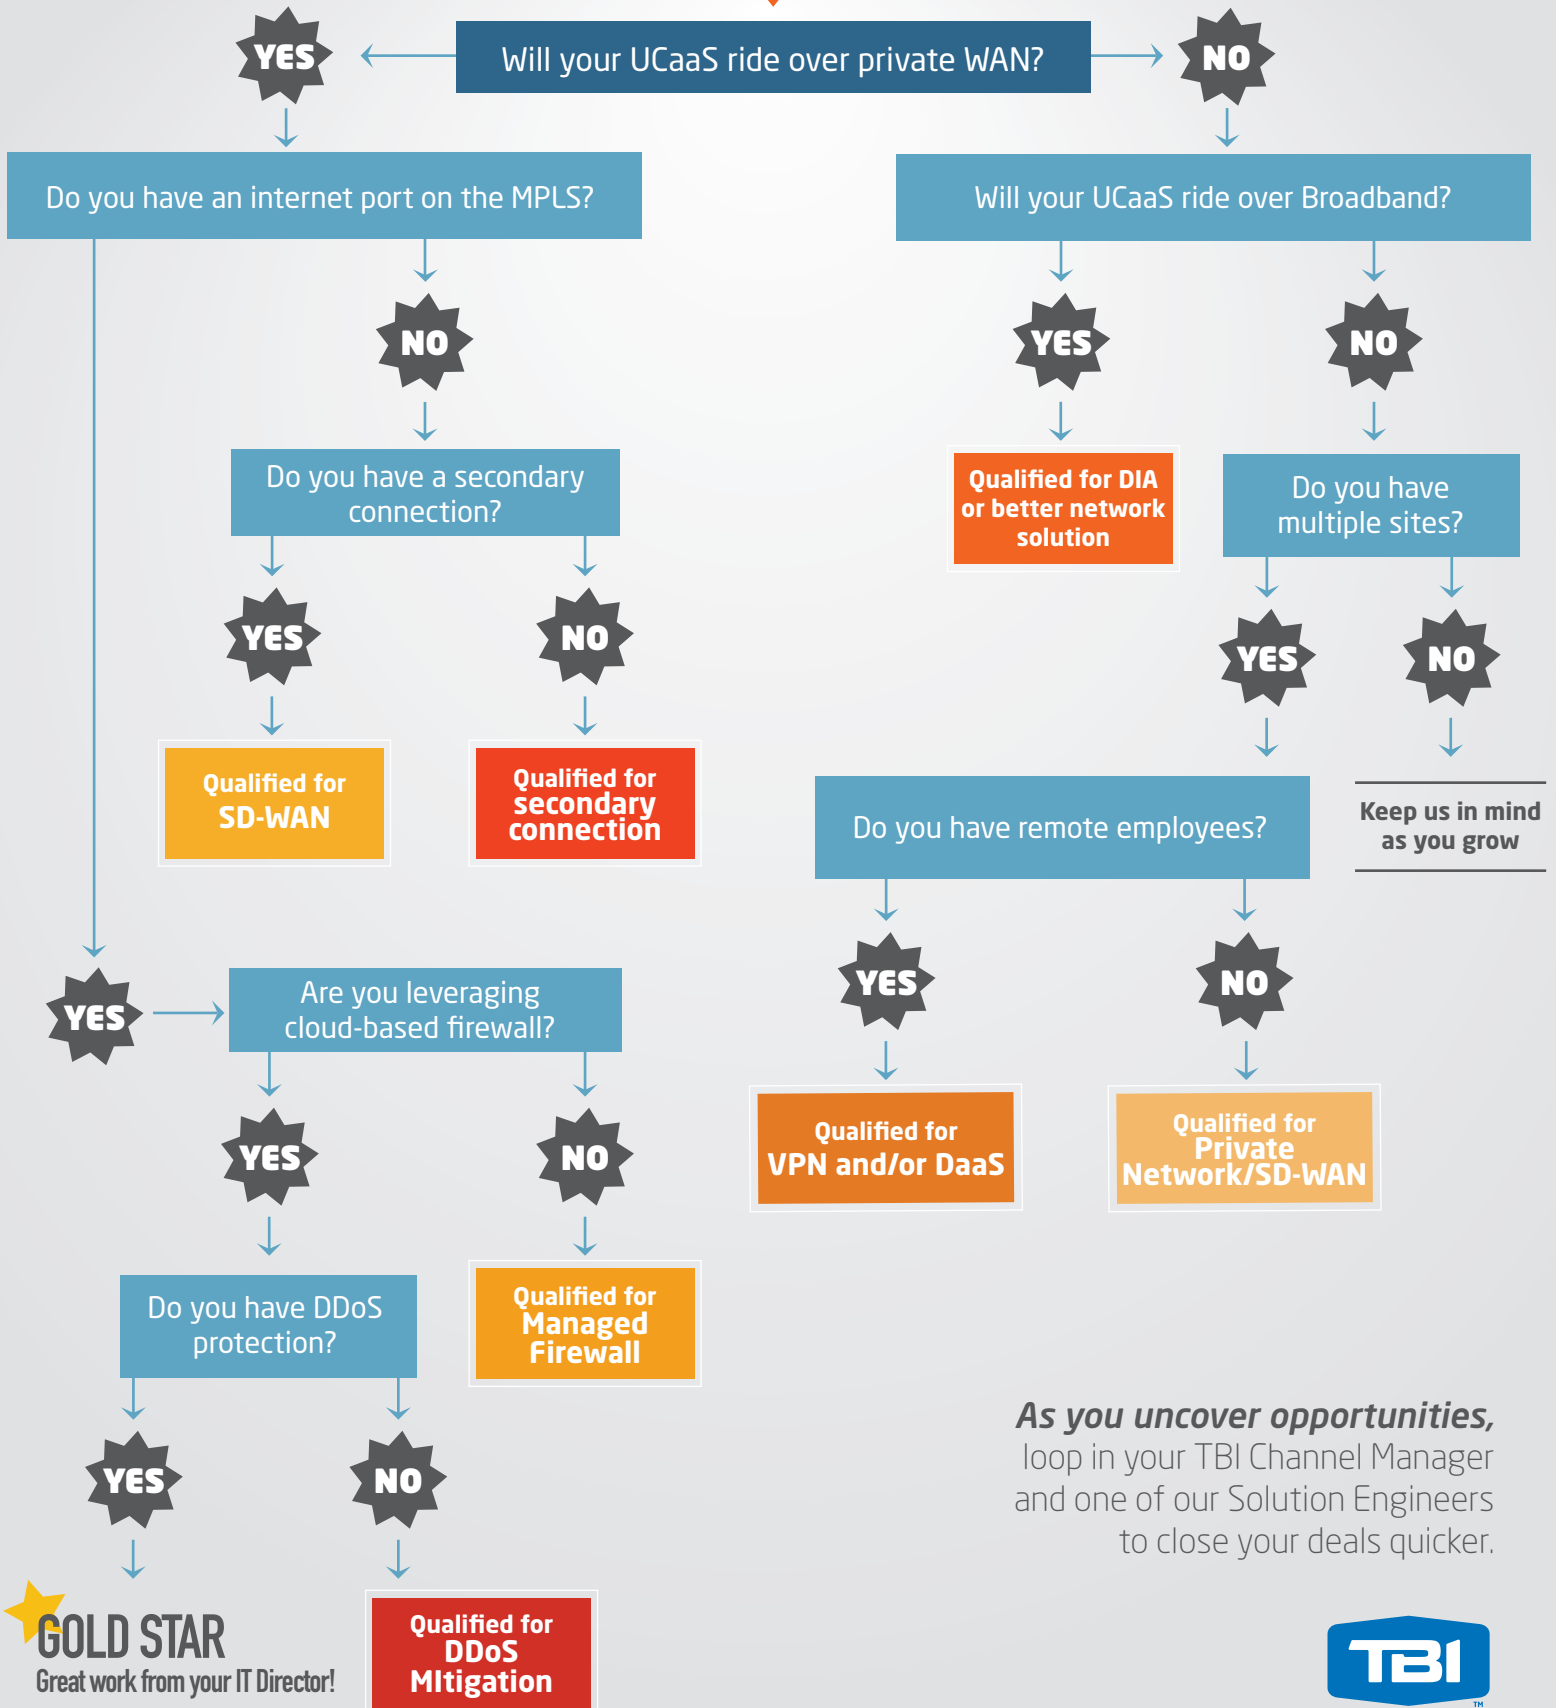 YES
Will your UCaaS ride over private WAN?
NO
Do you have an internet port on the MPLS?
Will your UCaaS ride over Broadband?
NO
YES
NO
Do you have a secondary
connection?
Qualified for DIA
or better network
solution
Do you have
multiple sites?
YES
NO
YES
NO
Qualified for
SD-WAN
Qualified for
secondary
connection
Do you have remote employees?
Keep us in mind
as you grow
YES
Are you leveraging
cloud-based firewall?
YES
NO
YES
NO
Qualified for
VPN and/or DaaS
Qualified for
Private
Network/SD-WAN
Do you have DDoS
protection?
Qualified for
Managed
Firewall
YES
NO
As you uncover opportunities,
loop in your TBI Channel Manager
and one of our Solution Engineers
to close your deals quicker.
GOLD STAR
Great work from your IT Director!
Qualified for
DDoS
MItigation
TBI
TM